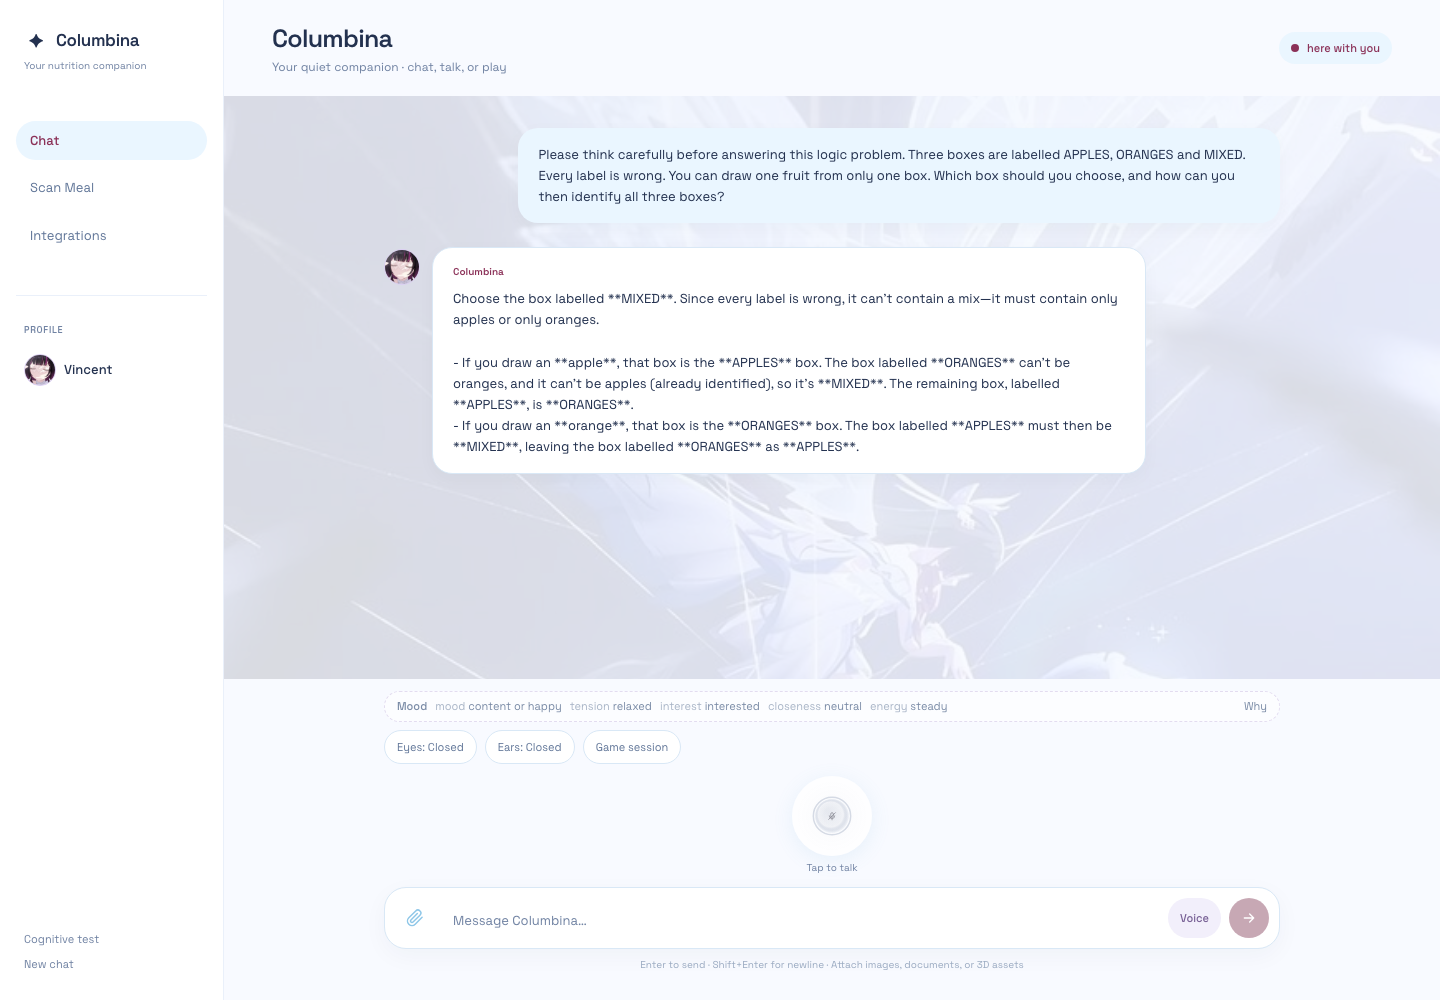 Columbina
Your nutrition companion
Chat
Scan Meal
Integrations
PROFILE
Vincent
Cognitive test
New chat
Columbina
Your quiet companion · chat, talk, or play
here with you
Please think carefully before answering this logic problem. Three boxes are labelled APPLES, ORANGES and MIXED.
Every label is wrong. You can draw one fruit from only one box. Which box should you choose, and how can you
then identify all three boxes?
Columbina
Choose the box labelled **MIXED**. Since every label is wrong, it can't contain a mix—it must contain only
apples or only oranges.
- If you draw an **apple**, that box is the **APPLES** box. The box labelled **ORANGES** can't be
oranges, and it can't be apples (already identified), so it's **MIXED**. The remaining box, labelled
**APPLES**, is **ORANGES**.
- If you draw an **orange**, that box is the **ORANGES** box. The box labelled **APPLES** must then be
**MIXED**, leaving the box labelled **ORANGES** as **APPLES**.
Mood mood content or happy tension relaxed interest interested closeness neutral energy steady Why
Eyes: Closed Ears: Closed Game session
Tap to talk
Message Columbina...
Voice
Enter to send · Shift+Enter for newline · Attach images, documents, or 3D assets